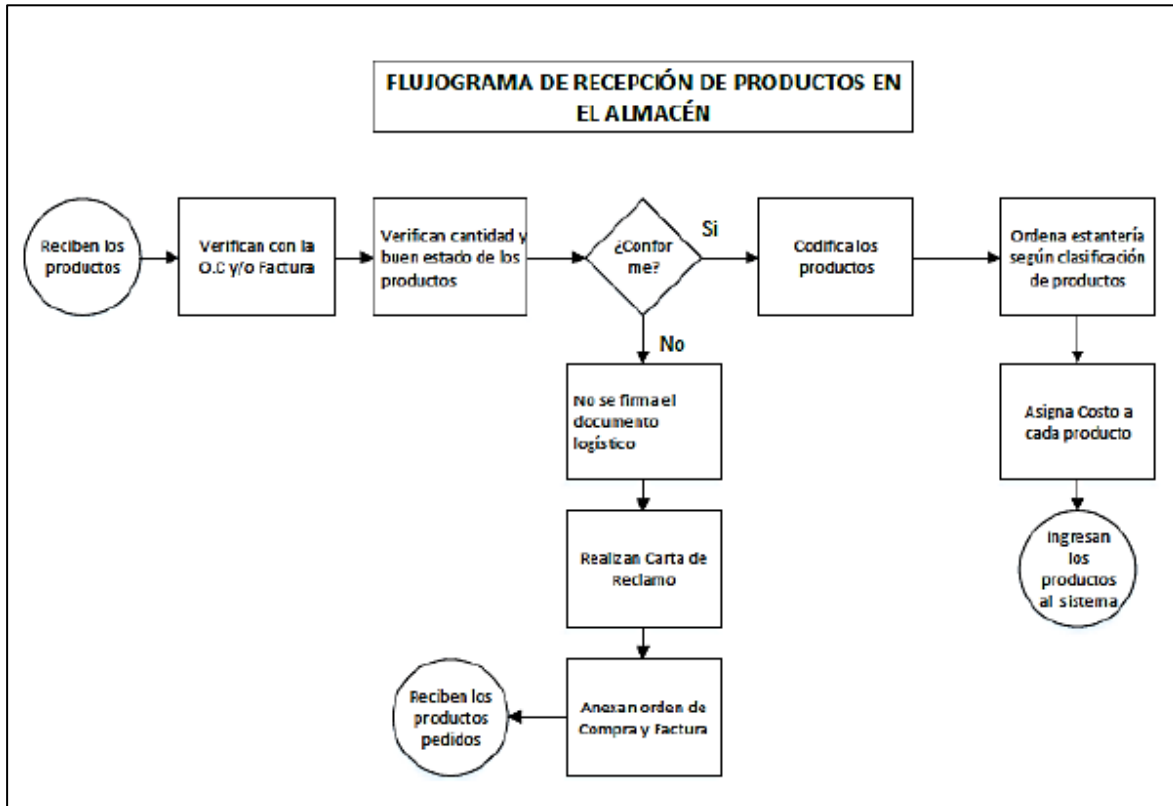 FLUJOGRAMA DE RECEPCIÓN DE PRODUCTOS EN
EL ALMACÉN
Reciben los
productos
Verifican con la
O.C y/o Factura
Verifican cantidad y
buen estado de los
productos
¿Confor
me?
Si
Codifica los
productos
Ordena estantería
según clasificación
de productos
No
No se firma el
documento
logístico
Asigna Costo a
cada producto
Realizan Carta de
Reclamo
Ingresan
los
productos
al sistema
Anexan orden de
Compra y Factura
Reciben los
productos
pedidos